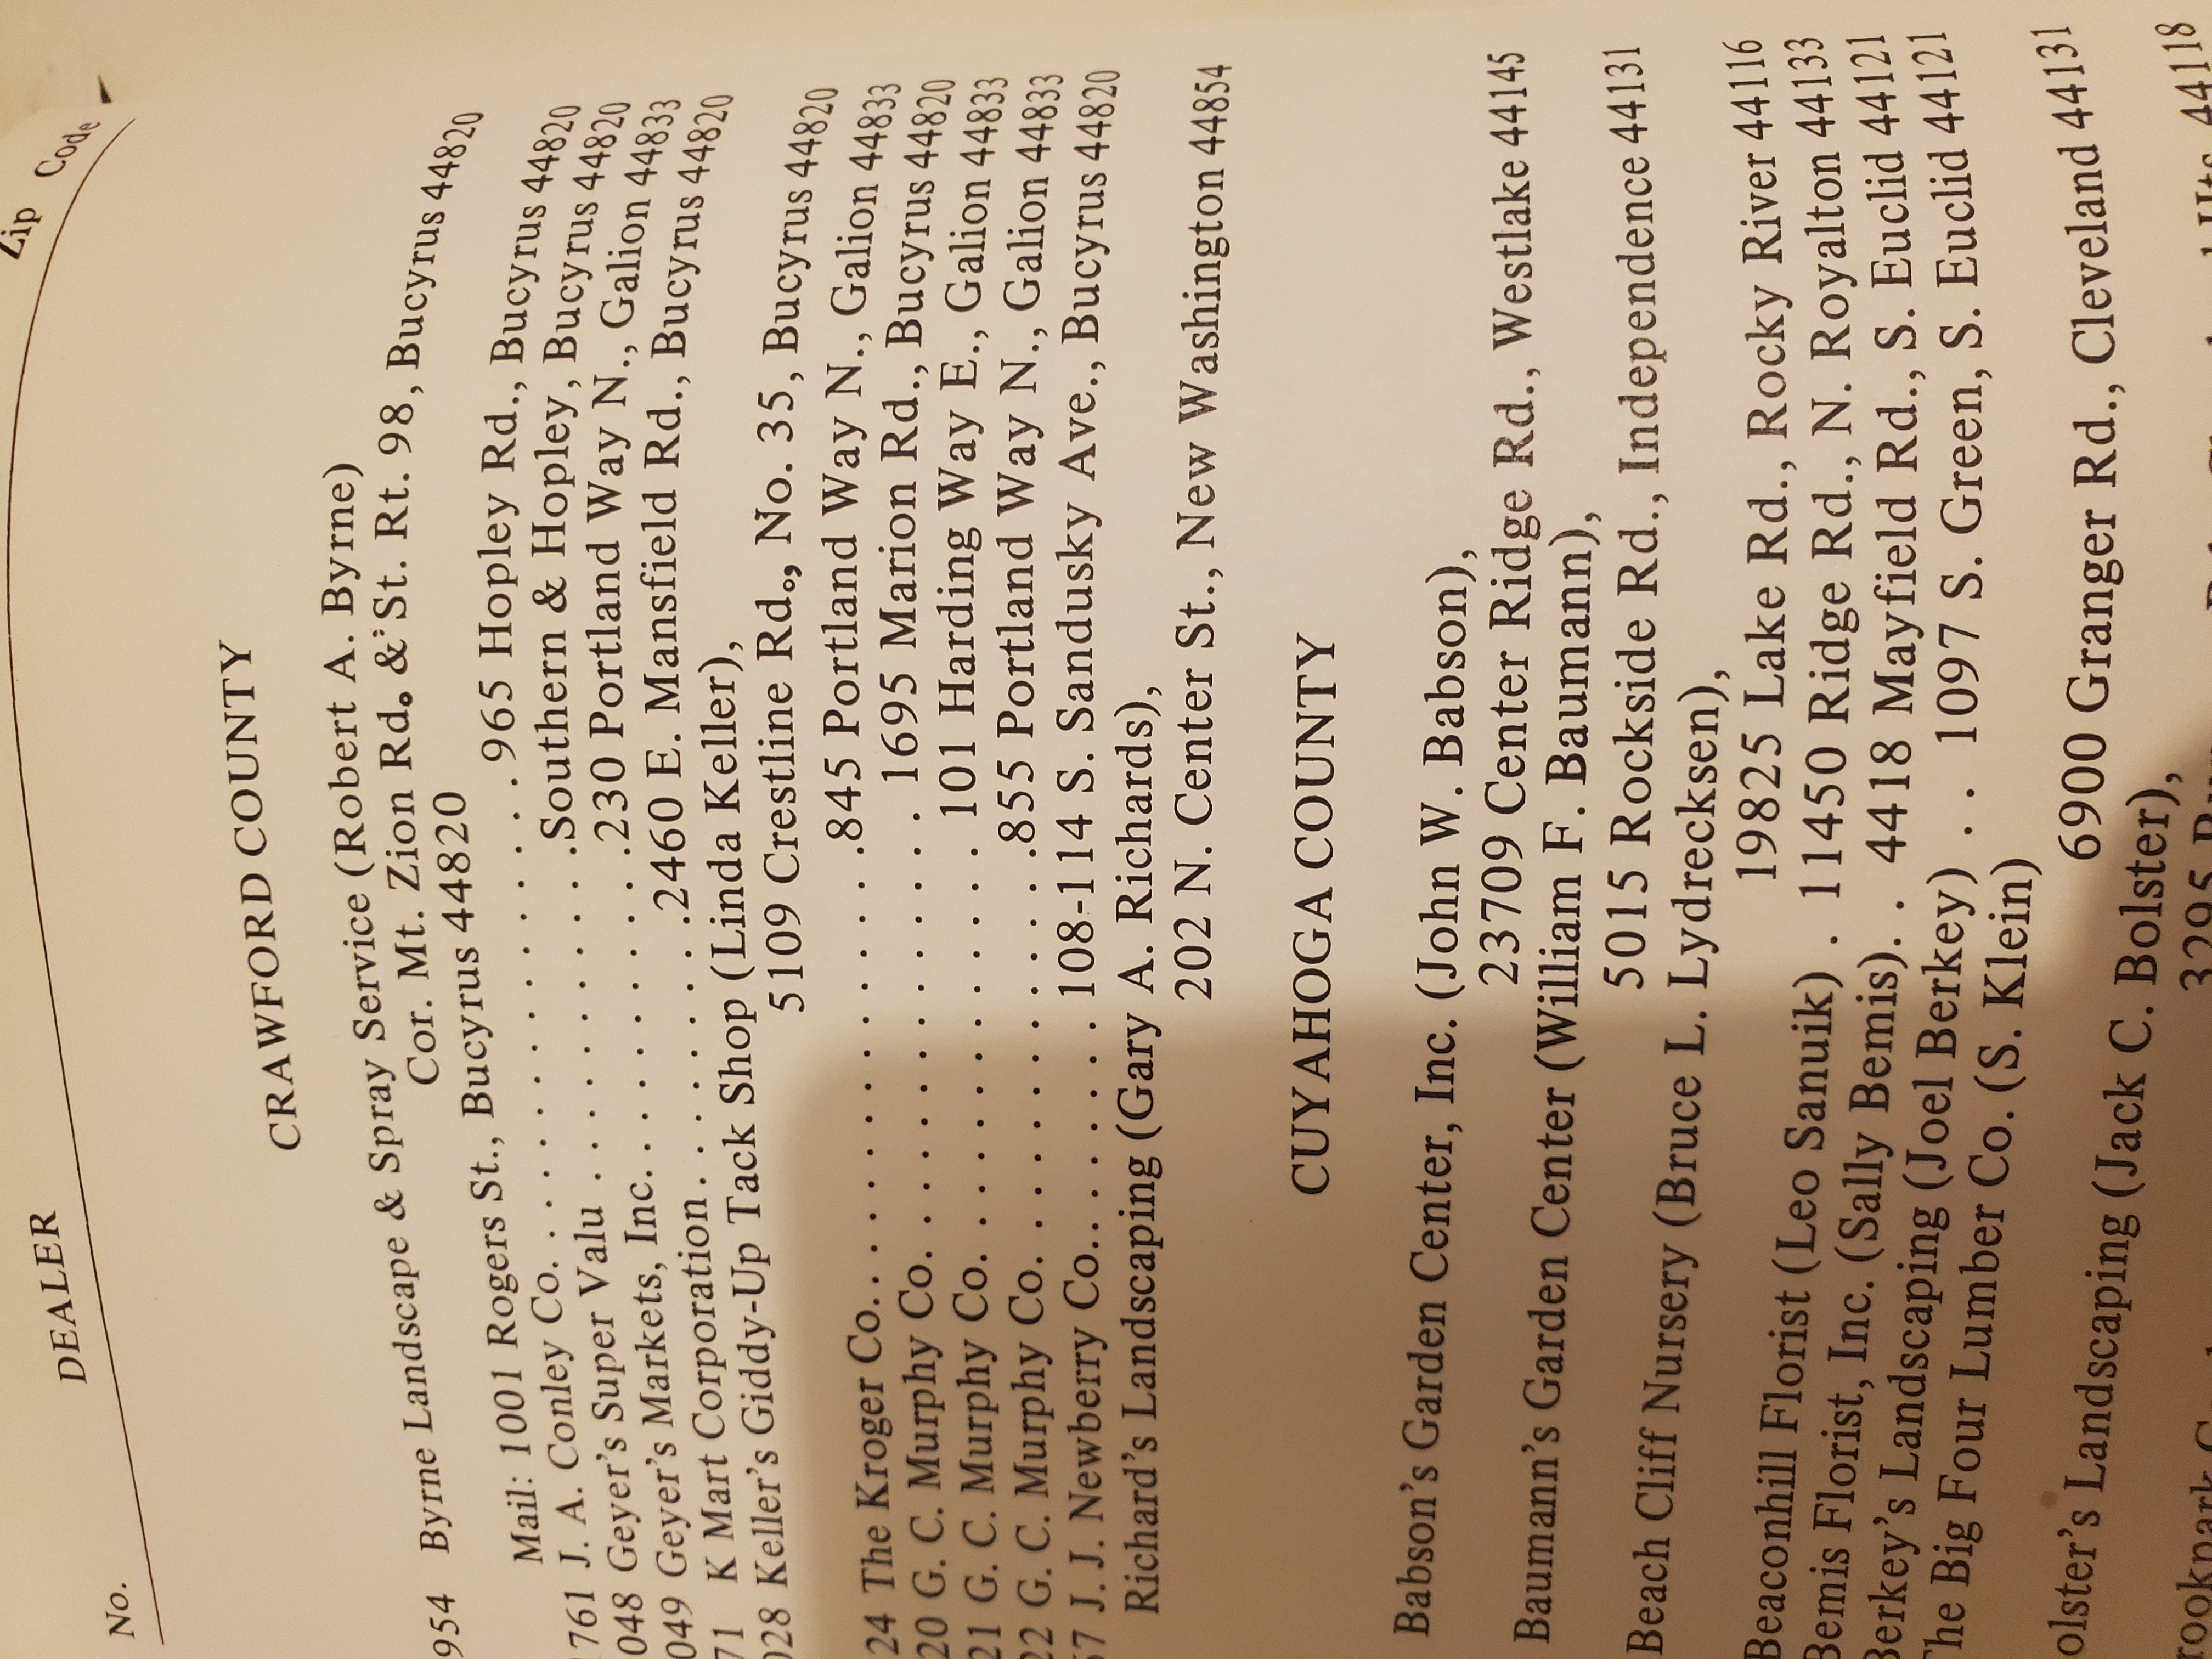 Zip Code
No. DEALER
CRAWFORD COUNTY
954 Byrne Landscape & Spray Service (Robert A. Byrne)
Cor. Mt. Zion Rd. & St. Rt. 98, Bucyrus 44820
Mail: 1001 Rogers St., Bucyrus 44820
761 J. A. Conley Co. . . . . . . . . . . . . 965 Hopley Rd., Bucyrus 44820
048 Geyer's Super Valu . . . . . . . . . .Southern & Hopley, Bucyrus 44820
049 Geyer's Markets, Inc. . . . . . . . . .230 Portland Way N., Galion 44833
71 K Mart Corporation . . . . . . . .2460 E. Mansfield Rd., Bucyrus 44820
028 Keller's Giddy-Up Tack Shop (Linda Keller),
5109 Crestline Rd., No. 35, Bucyrus 44820
24 The Kroger Co. . . . . . . . . . . . .845 Portland Way N., Galion 44833
20 G. C. Murphy Co. . . . . . . . . . . . 1695 Marion Rd., Bucyrus 44820
21 G. C. Murphy Co. . . . . . . . . . . 101 Harding Way E., Galion 44833
22 G. C. Murphy Co. . . . . . . . . . . .855 Portland Way N., Galion 44833
57 J. J. Newberry Co. . . . . . . . 108-114 S. Sandusky Ave., Bucyrus 44820
Richard's Landscaping (Gary A. Richards),
202 N. Center St., New Washington 44854
CUYAHOGA COUNTY
Babson's Garden Center, Inc. (John W. Babson),
23709 Center Ridge Rd., Westlake 44145
Baumann's Garden Center (William F. Baumann),
5015 Rockside Rd., Independence 44131
Beach Cliff Nursery (Bruce L. Lydrecksen),
19825 Lake Rd., Rocky River 44116
Beaconhill Florist (Leo Sanuik) . 11450 Ridge Rd., N. Royalton 44133
Bemis Florist, Inc. (Sally Bemis). . 4418 Mayfield Rd., S. Euclid 44121
Berkey's Landscaping (Joel Berkey) . . . 1097 S. Green, S. Euclid 44121
The Big Four Lumber Co. (S. Klein)
6900 Granger Rd., Cleveland 44131
olster's Landscaping (Jack C. Bolster),
3295 44118